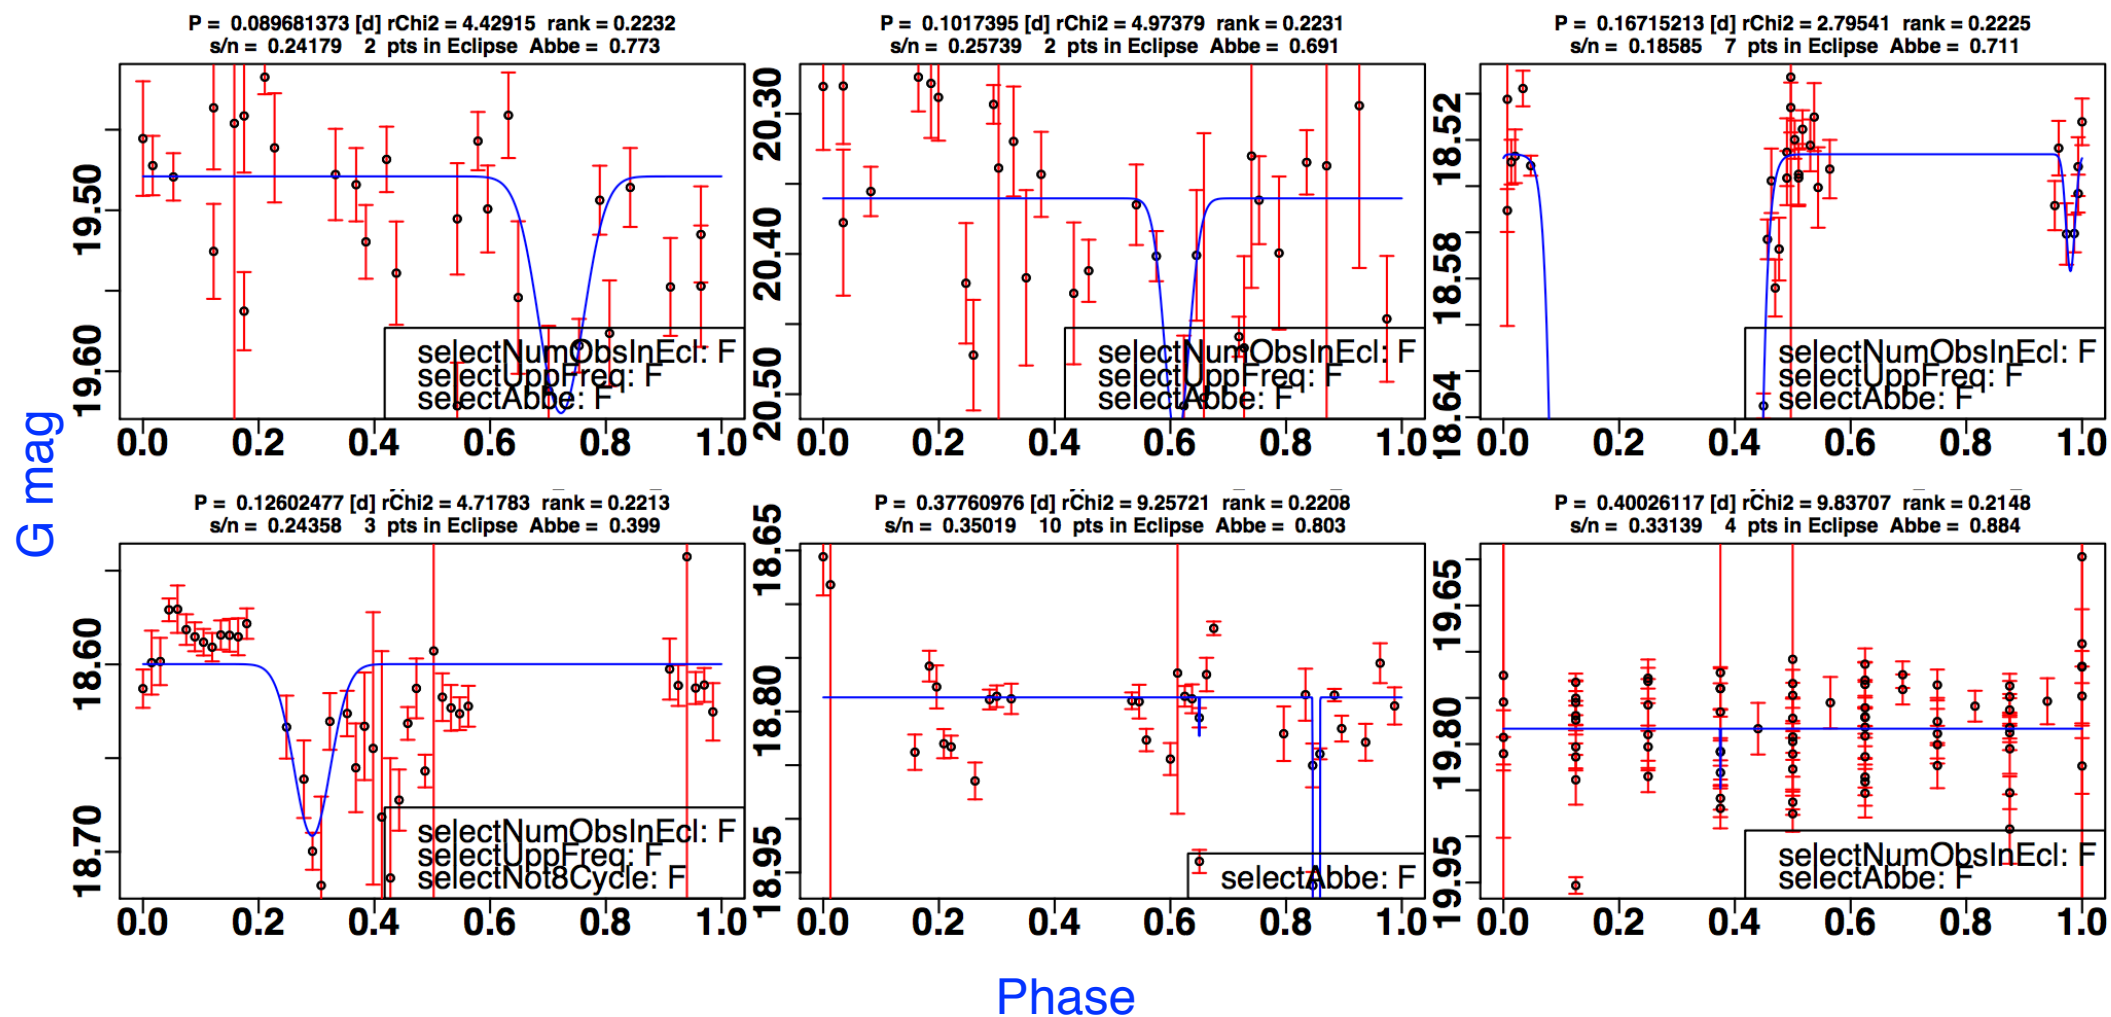 P = 0.089681373 [d] rChi2 = 4.42915 rank = 0.2232
s/n = 0.24179 2 pts in Eclipse Abbe = 0.773
19.50
19.60
selectNumObsInEcl: F
selectUppFreq: F
selectAbbe: F
0.0 0.2 0.4 0.6 0.8 1.0
P = 0.1017395 [d] rChi2 = 4.97379 rank = 0.2231
s/n = 0.25739 2 pts in Eclipse Abbe = 0.691
20.30
20.40
20.50
selectNumObsInEcl: F
selectUppFreq: F
selectAbbe: F
0.0 0.2 0.4 0.6 0.8 1.0
P = 0.16715213 [d] rChi2 = 2.79541 rank = 0.2225
s/n = 0.18585 7 pts in Eclipse Abbe = 0.711
18.52
18.58
18.64
selectNumObsInEcl: F
selectUppFreq: F
selectAbbe: F
0.0 0.2 0.4 0.6 0.8 1.0
G mag
P = 0.12602477 [d] rChi2 = 4.71783 rank = 0.2213
s/n = 0.24358 3 pts in Eclipse Abbe = 0.399
18.60
18.70
selectNumObsInEcl: F
selectUppFreq: F
selectNot8Cycle: F
0.0 0.2 0.4 0.6 0.8 1.0
P = 0.37760976 [d] rChi2 = 9.25721 rank = 0.2208
s/n = 0.35019 10 pts in Eclipse Abbe = 0.803
18.65
18.80
18.95
selectAbbe: F
0.0 0.2 0.4 0.6 0.8 1.0
P = 0.40026117 [d] rChi2 = 9.83707 rank = 0.2148
s/n = 0.33139 4 pts in Eclipse Abbe = 0.884
19.65
19.80
19.95
selectNumObsInEcl: F
selectAbbe: F
0.0 0.2 0.4 0.6 0.8 1.0
Phase